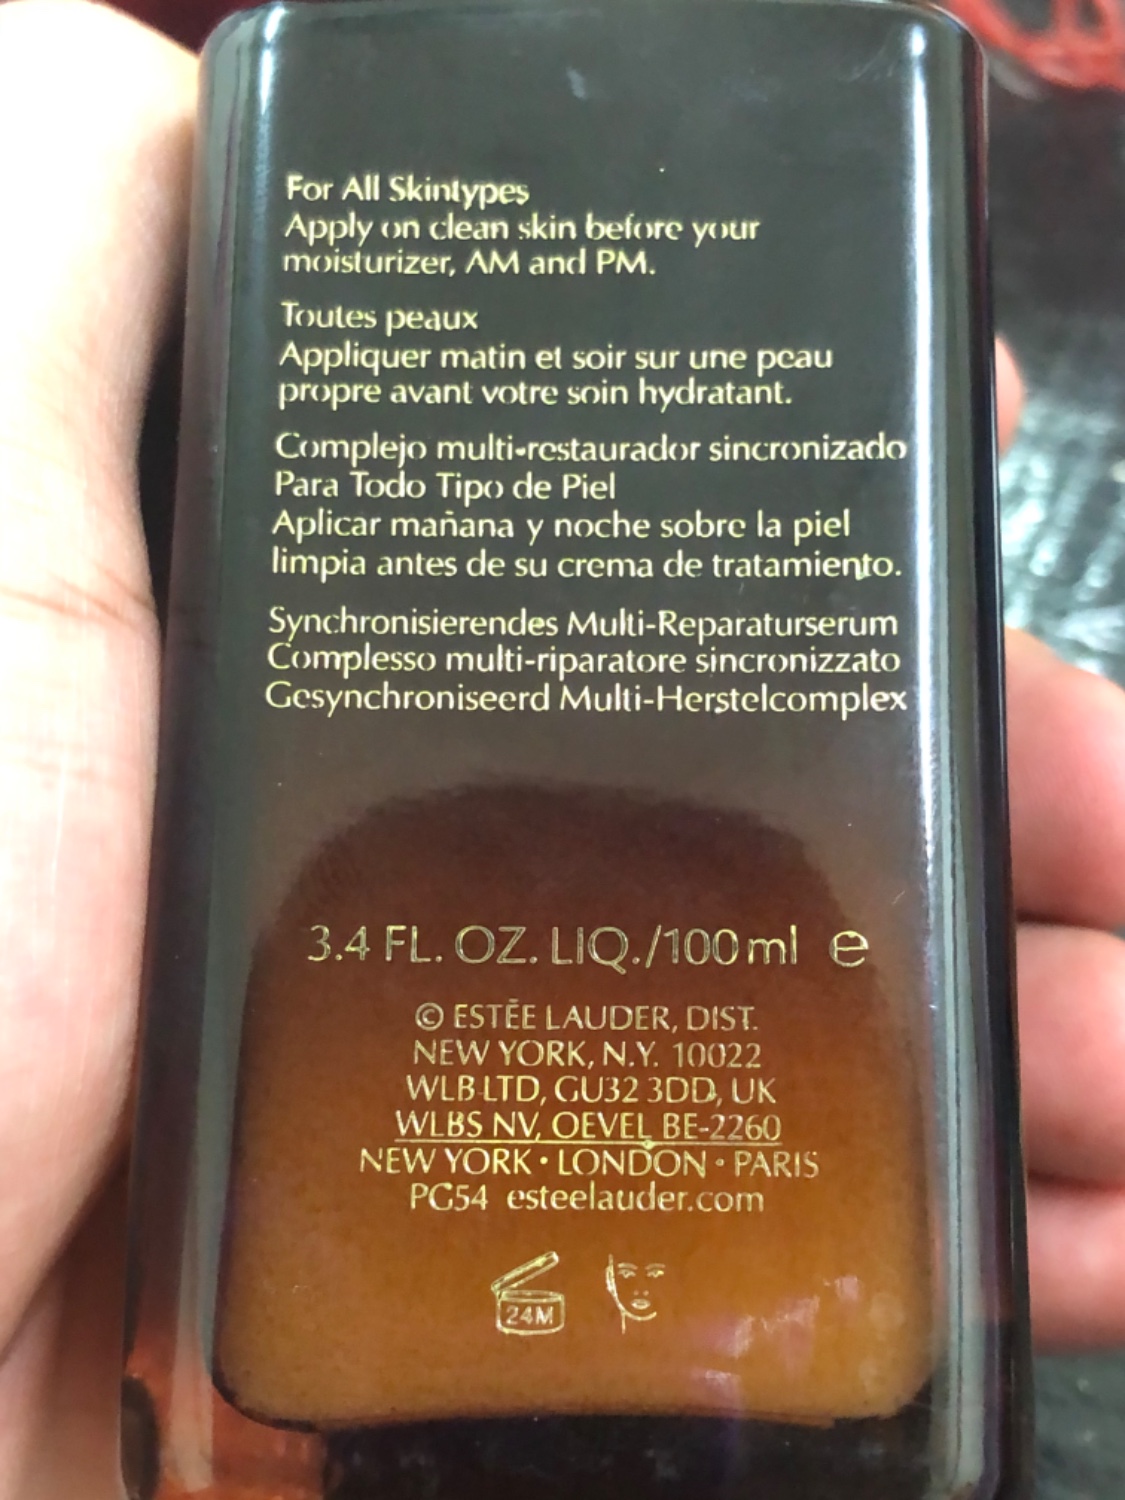 For All Skintypes
Apply on clean skin before your
moisturizer, AM and PM.
Toutes peaux
Appliquer matin et soir sur une peau
propre avant votre soin hydratant.
Complejo multi-restaurador sincronizado
Para Todo Tipo de Piel
Aplicar mañana y noche sobre la piel
limpia antes de su crema de tratamiento.
Synchronisierendes Multi-Reparaturserum
Complesso multi-riparatore sincronizzato
Gesynchroniseerd Multi-Herstelcomplex
3.4 FL. OZ. LIQ./100 ml ℮
© ESTĒE LAUDER, DIST.
NEW YORK, N.Y. 10022
WLB LTD, GU32 3DD, UK
WLBS NV, OEVEL BE-2260
NEW YORK • LONDON • PARIS
PG54 esteelauder.com
24M